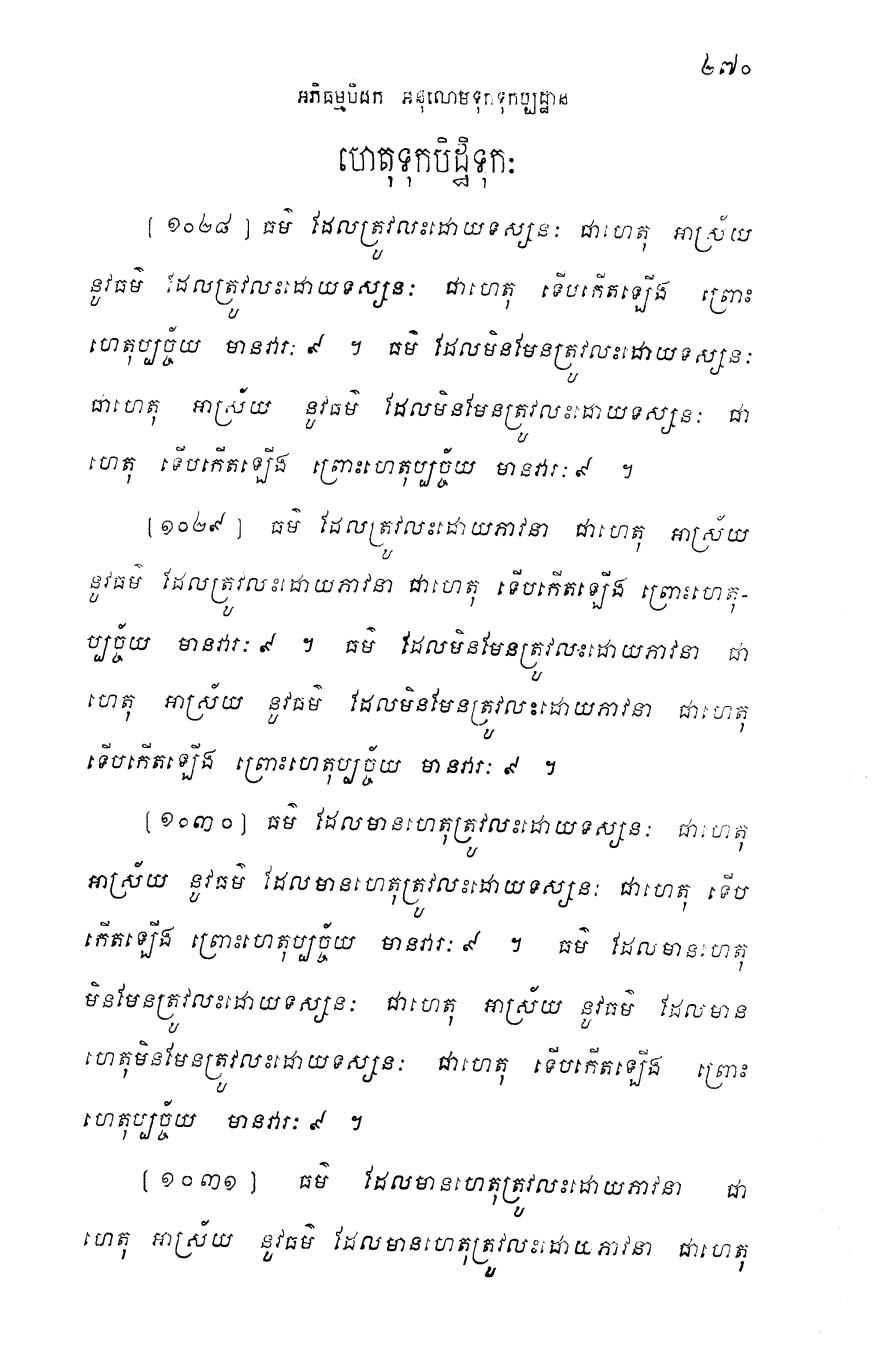 ២៧០
អភិធម្មបិដក អនុលោមទុកទុកប្បដ្ឋាន
ហេតុទុកបិដ្ឋិទុកៈ
[១០២៨] ធម៌ ដែលត្រូវលះដោយទស្សនៈ ជាហេតុ អាស្រ័យ
នូវធម៌ ដែលត្រូវលះដោយទស្សនៈ ជាហេតុ ទើបកើតឡើង ព្រោះ
ហេតុប្បច្ច័យ មានវារៈ ៩ ។ ធម៌ ដែលមិនមែនត្រូវលះដោយទស្សនៈ
ជាហេតុ អាស្រ័យ នូវធម៌ ដែលមិនមែនត្រូវលះដោយទស្សនៈ ជា
ហេតុ ទើបកើតឡើង ព្រោះហេតុប្បច្ច័យ មានវារៈ ៩ ។
[១០២៩] ធម៌ ដែលត្រូវលះដោយភាវនា ជាហេតុ អាស្រ័យ
នូវធម៌ ដែលត្រូវលះដោយភាវនា ជាហេតុ ទើបកើតឡើង ព្រោះហេតុ-
ប្បច្ច័យ មានវារៈ ៩ ។ ធម៌ ដែលមិនមែនត្រូវលះដោយភាវនា ជា
ហេតុ អាស្រ័យ នូវធម៌ ដែលមិនមែនត្រូវលះដោយភាវនា ជាហេតុ
ទើបកើតឡើង ព្រោះហេតុប្បច្ច័យ មានវារៈ ៩ ។
[១០៣០] ធម៌ ដែលមានហេតុត្រូវលះដោយទស្សនៈ ជាហេតុ
អាស្រ័យ នូវធម៌ ដែលមានហេតុត្រូវលះដោយទស្សនៈ ជាហេតុ ទើប
កើតឡើង ព្រោះហេតុប្បច្ច័យ មានវារៈ ៩ ។ ធម៌ ដែលមានហេតុ
មិនមែនត្រូវលះដោយទស្សនៈ ជាហេតុ អាស្រ័យ នូវធម៌ ដែលមាន
ហេតុមិនមែនត្រូវលះដោយទស្សនៈ ជាហេតុ ទើបកើតឡើង ព្រោះ
ហេតុប្បច្ច័យ មានវារៈ ៩ ។
[១០៣១] ធម៌ ដែលមានហេតុត្រូវលះដោយភាវនា ជា
ហេតុ អាស្រ័យ នូវធម៌ ដែលមានហេតុត្រូវលះដោយភាវនា ជាហេតុ